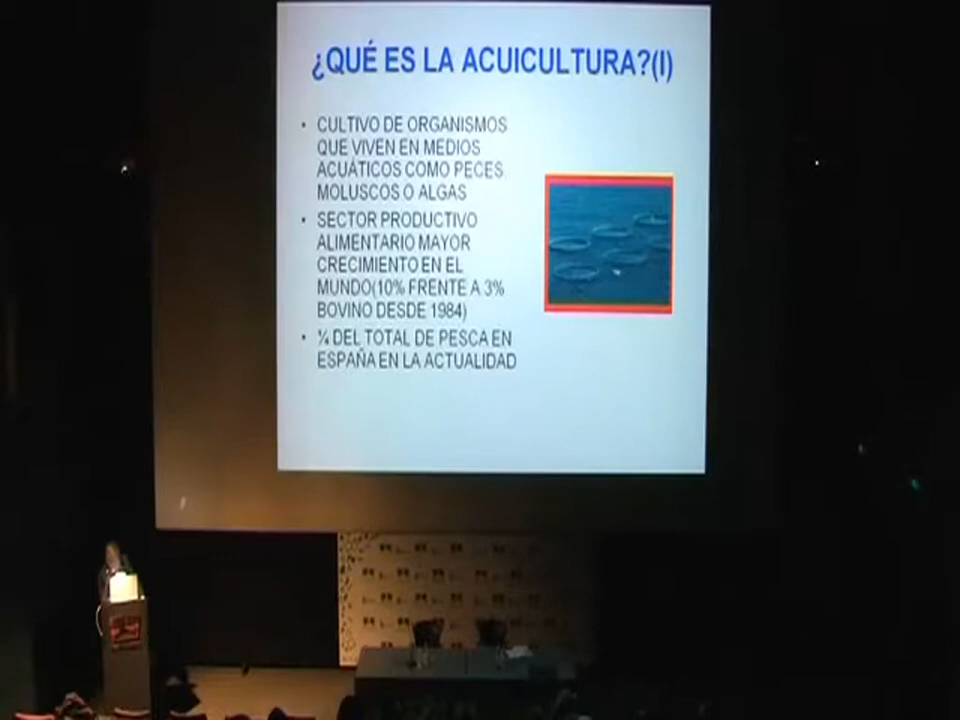 ¿QUÉ ES LA ACUICULTURA?(I)
• CULTIVO DE ORGANISMOS
QUE VIVEN EN MEDIOS
ACUÁTICOS COMO PECES
MOLUSCOS O ALGAS
• SECTOR PRODUCTIVO
ALIMENTARIO MAYOR
CRECIMIENTO EN EL
MUNDO(10% FRENTE A 3%
BOVINO DESDE 1984)
• ¼ DEL TOTAL DE PESCA EN
ESPAÑA EN LA ACTUALIDAD